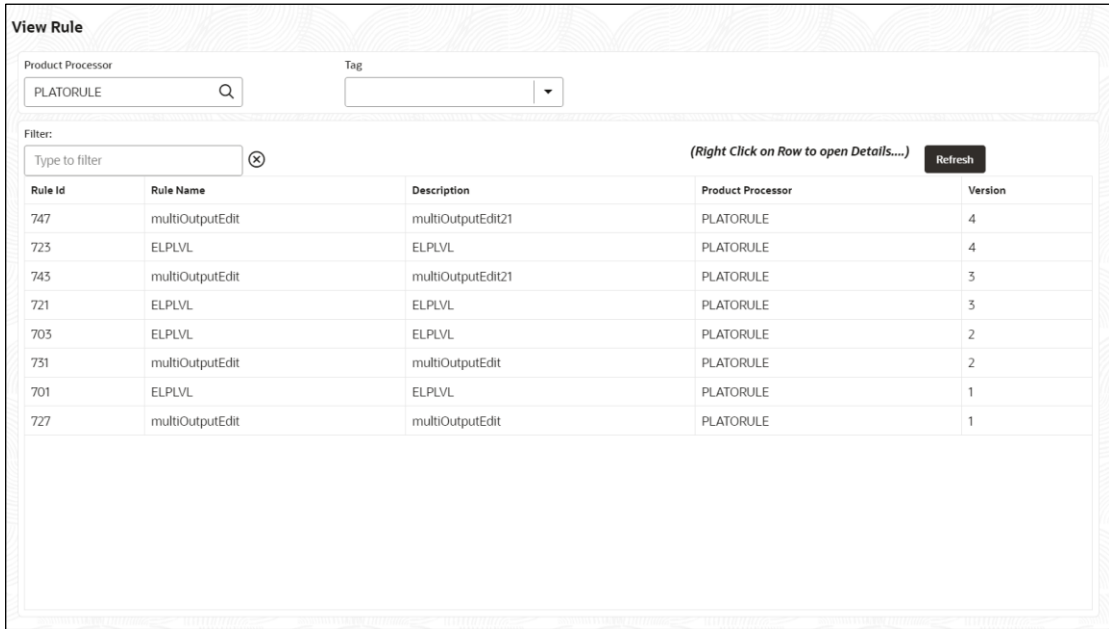 View Rule
Product Processor Tag
PLATORULE
Filter:
Type to filter (Right Click on Row to open Details....) Refresh
Rule Id Rule Name Description Product Processor Version
747 multiOutputEdit multiOutputEdit21 PLATORULE 4
723 ELPLVL ELPLVL PLATORULE 4
743 multiOutputEdit multiOutputEdit21 PLATORULE 3
721 ELPLVL ELPLVL PLATORULE 3
703 ELPLVL ELPLVL PLATORULE 2
731 multiOutputEdit multiOutputEdit PLATORULE 2
701 ELPLVL ELPLVL PLATORULE 1
727 multiOutputEdit multiOutputEdit PLATORULE 1